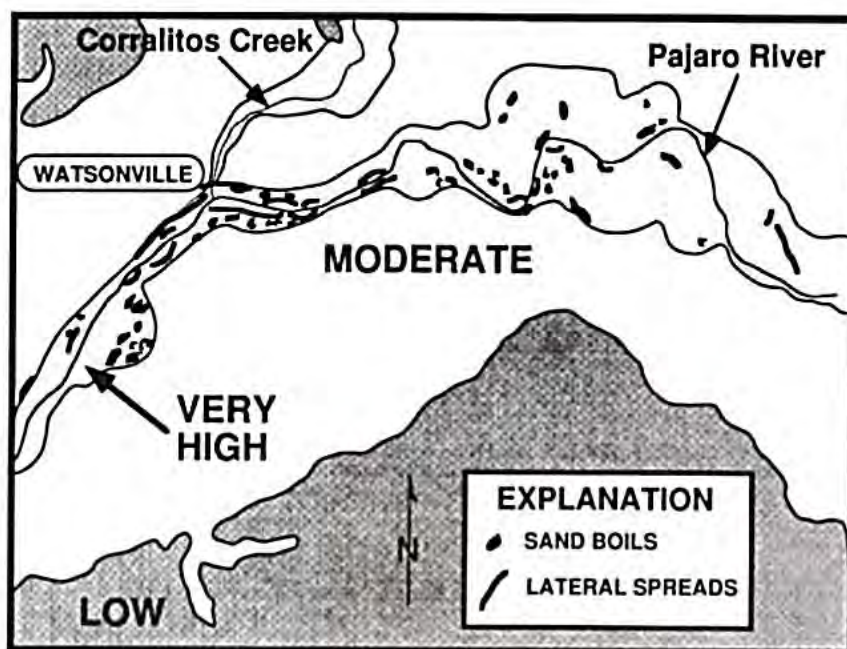 Corralitos Creek
Pajaro River
WATSONVILLE
MODERATE
VERY
HIGH
N
LOW
EXPLANATION
SAND BOILS
LATERAL SPREADS